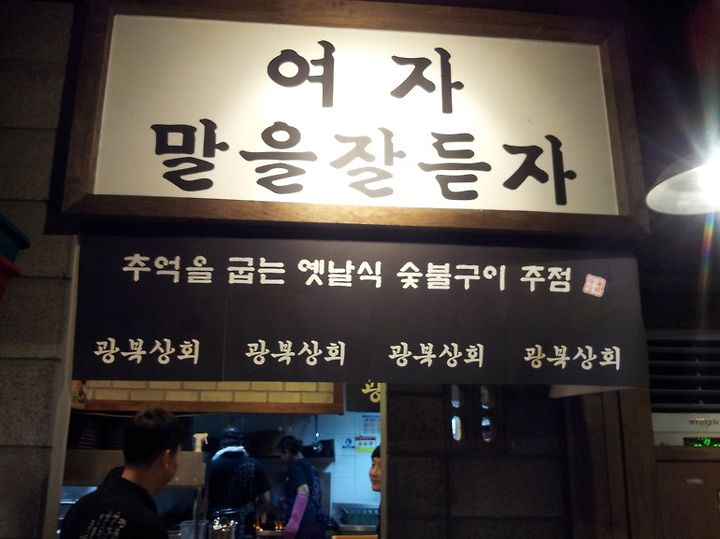 여자
말을잘듣자
추억을 굽는 옛날식 숯불구이 주점
광복상회 광복상회 광복상회 광복상회
광